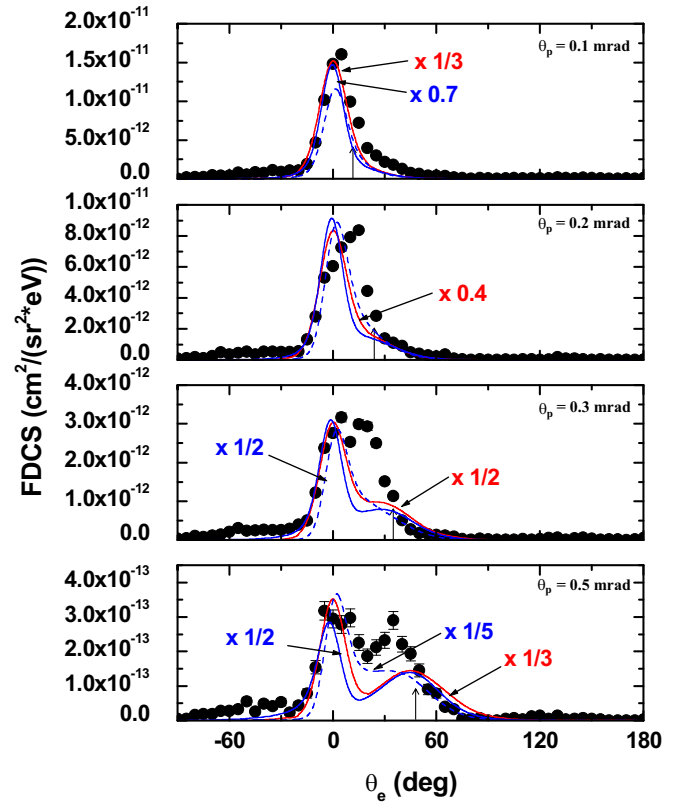 2.0x10⁻¹¹
1.5x10⁻¹¹
1.0x10⁻¹¹
5.0x10⁻¹²
0.0
θp = 0.1 mrad
x 1/3
x 0.7
1.0x10⁻¹¹
8.0x10⁻¹²
6.0x10⁻¹²
4.0x10⁻¹²
2.0x10⁻¹²
0.0
θp = 0.2 mrad
x 0.4
4.0x10⁻¹²
3.0x10⁻¹²
2.0x10⁻¹²
1.0x10⁻¹²
0.0
θp = 0.3 mrad
x 1/2
x 1/2
4.0x10⁻¹³
3.0x10⁻¹³
2.0x10⁻¹³
1.0x10⁻¹³
0.0
θp = 0.5 mrad
x 1/2
x 1/5
x 1/3
-60 0 60 120 180
FDCS (cm²/(sr²*eV))
θe (deg)